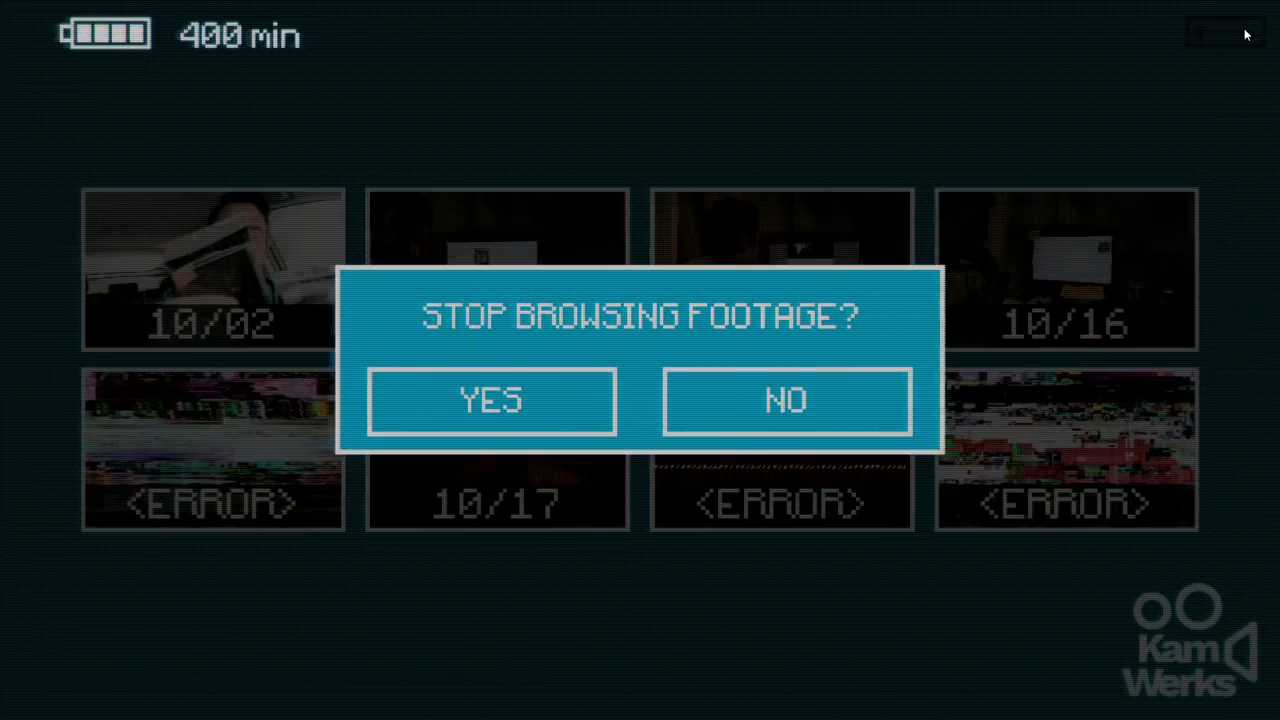 400 min
STOP BROWSING FOOTAGE?
YES
NO
10/02
10/16
<ERROR>
10/17
<ERROR>
<ERROR>
Kam
Werks